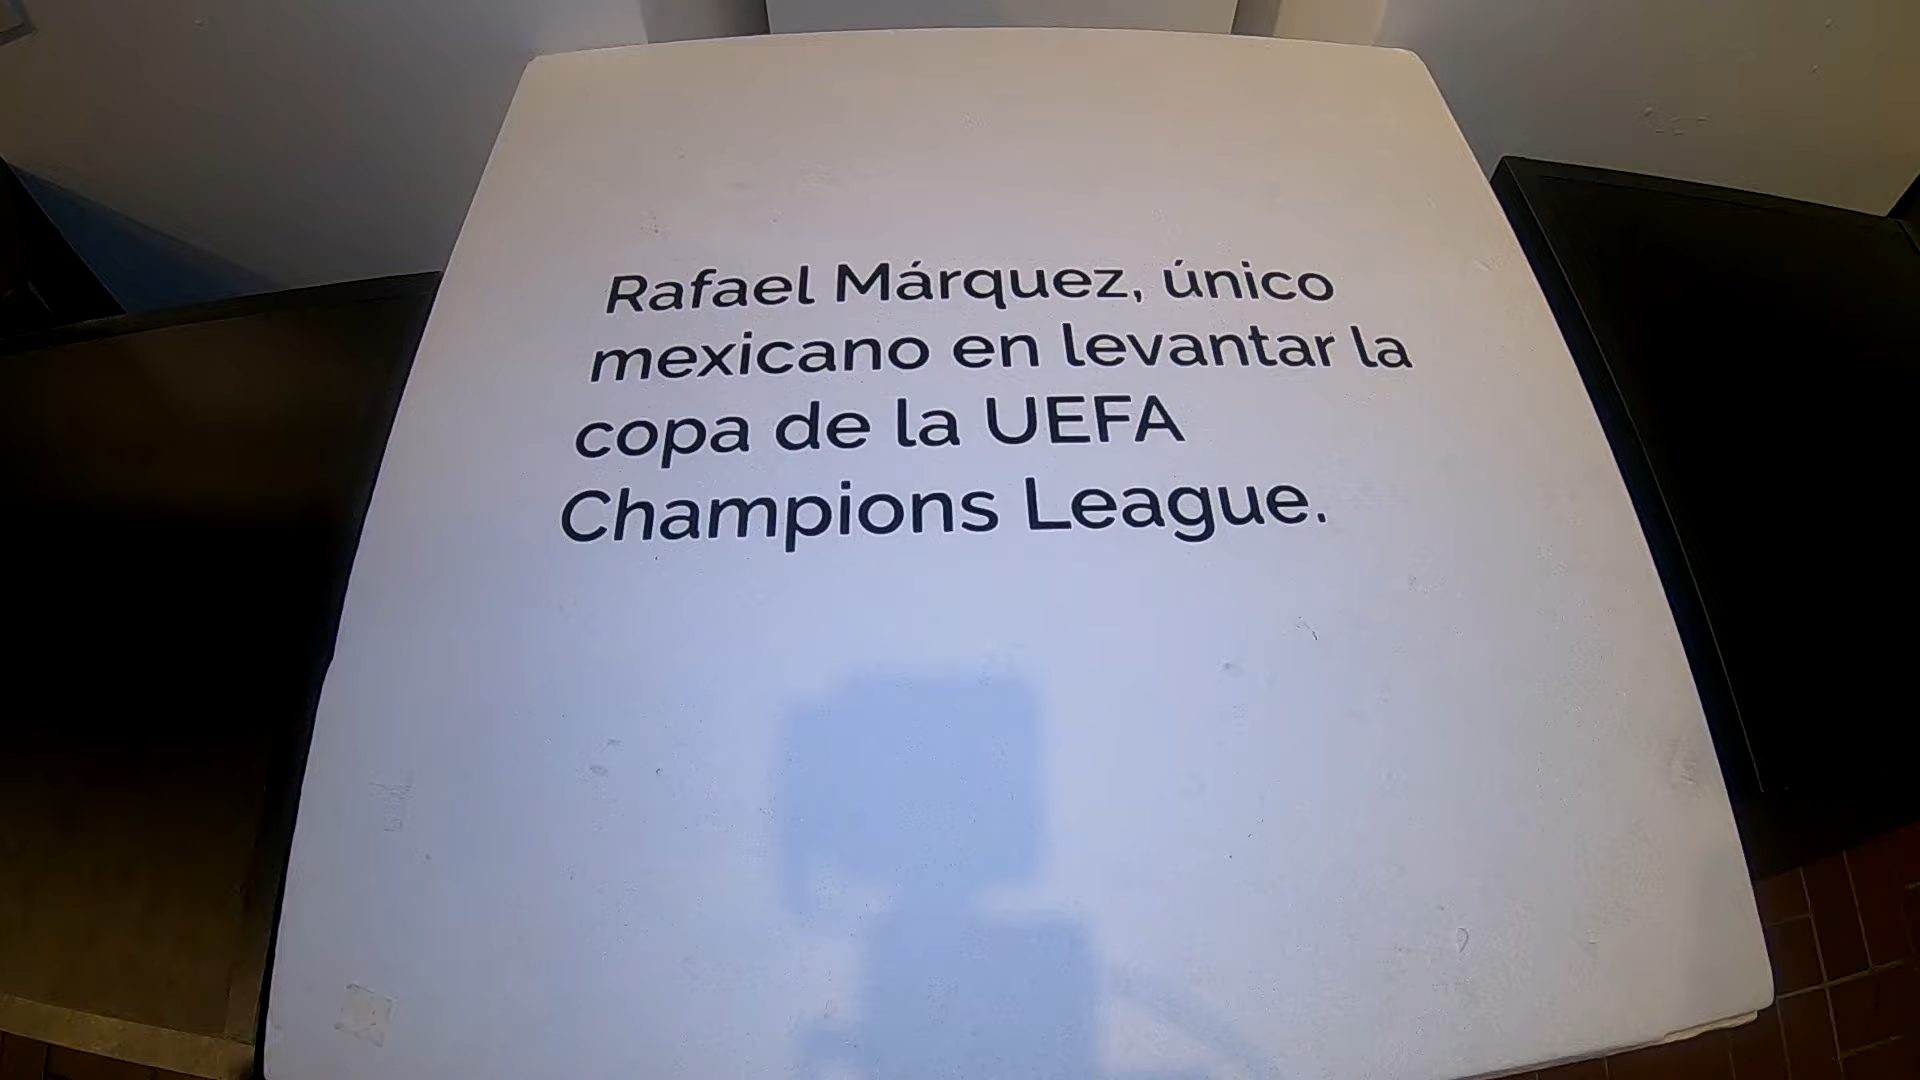 Rafael Márquez, único
mexicano en levantar la
copa de la UEFA
Champions League.